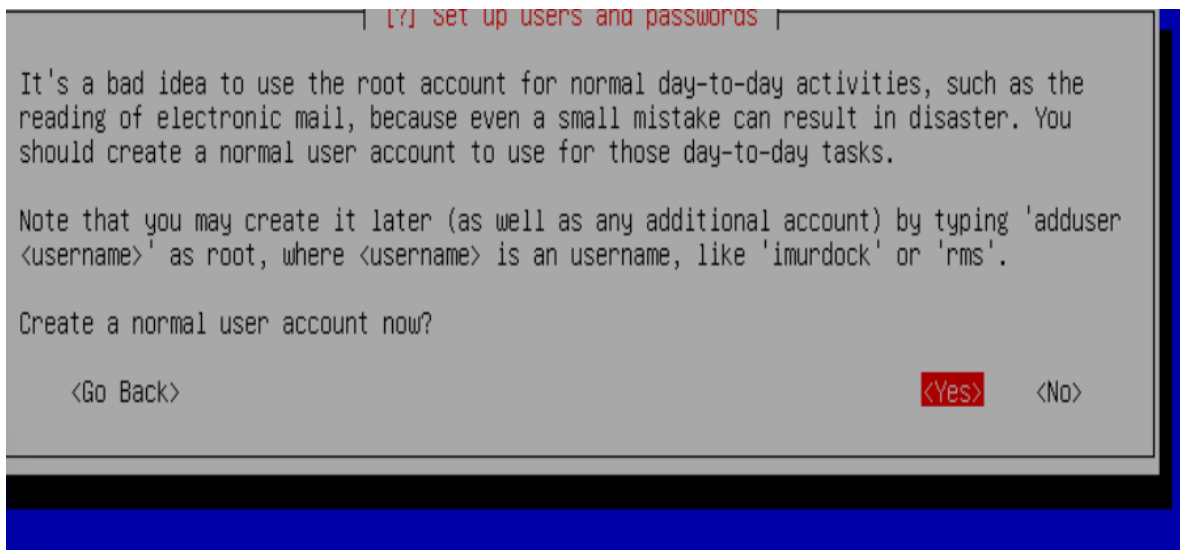 [?] Set up users and passwords
It's a bad idea to use the root account for normal day-to-day activities, such as the
reading of electronic mail, because even a small mistake can result in disaster. You
should create a normal user account to use for those day-to-day tasks.
Note that you may create it later (as well as any additional account) by typing 'adduser
<username>' as root, where <username> is an username, like 'imurdock' or 'rms'.
Create a normal user account now?
<Go Back> <Yes> <No>